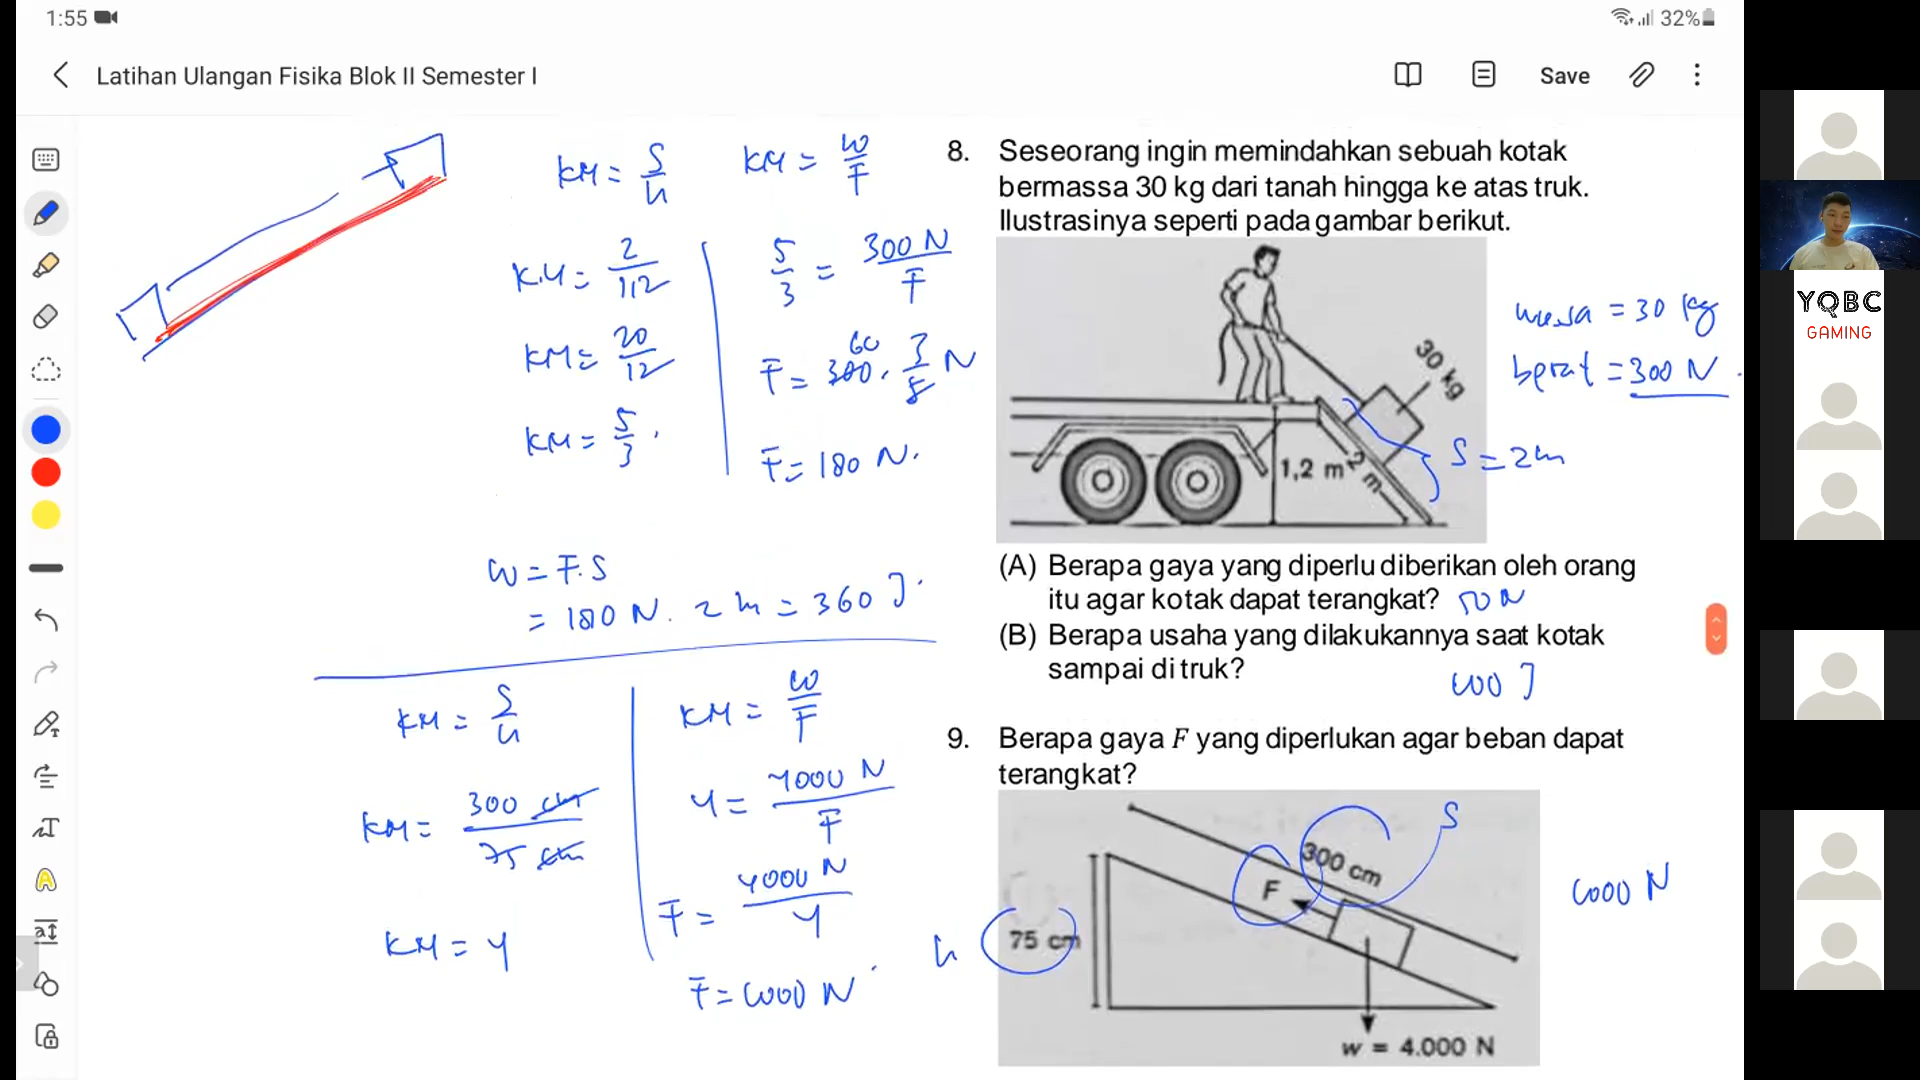 1:55
32%
Latihan Ulangan Fisika Blok II Semester I
Save
KM = S/h
KM = w/F
KM = 2/1,2
KM = 20/12
KM = 5/3
5/3 = 300 N/F
F = 300 . 3/5 N
60
F = 180 N.
W = F.S
= 180 N. 2 m = 360 J.
KM = S/h
KM = 300 cm/75 cm
KM = 4
KM = w/F
4 = 4000 N/F
F = 4000 N/4
F = 1000 N
8. Seseorang ingin memindahkan sebuah kotak
bermassa 30 kg dari tanah hingga ke atas truk.
Ilustrasinya seperti pada gambar berikut.
30 kg
1,2 m
2 m
massa = 30 kg
berat = 300 N
S = 2m
(A) Berapa gaya yang diperlu diberikan oleh orang
itu agar kotak dapat terangkat?
(B) Berapa usaha yang dilakukannya saat kotak
sampai di truk?
9. Berapa gaya F yang diperlukan agar beban dapat
terangkat?
S
300 cm
F
h
75 cm
w = 4.000 N
1000 N
YQBC
GAMING